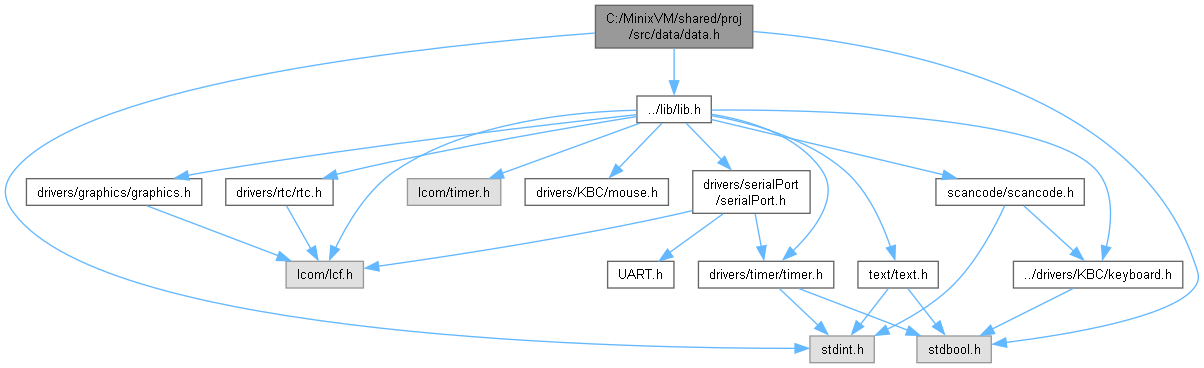 C:/MinixVM/shared/proj
/src/data/data.h
../lib/lib.h
drivers/graphics/graphics.h
drivers/rtc/rtc.h
lcom/timer.h
drivers/KBC/mouse.h
drivers/serialPort
/serialPort.h
scancode/scancode.h
lcom/lcf.h
UART.h
drivers/timer/timer.h
text/text.h
../drivers/KBC/keyboard.h
stdint.h
stdbool.h